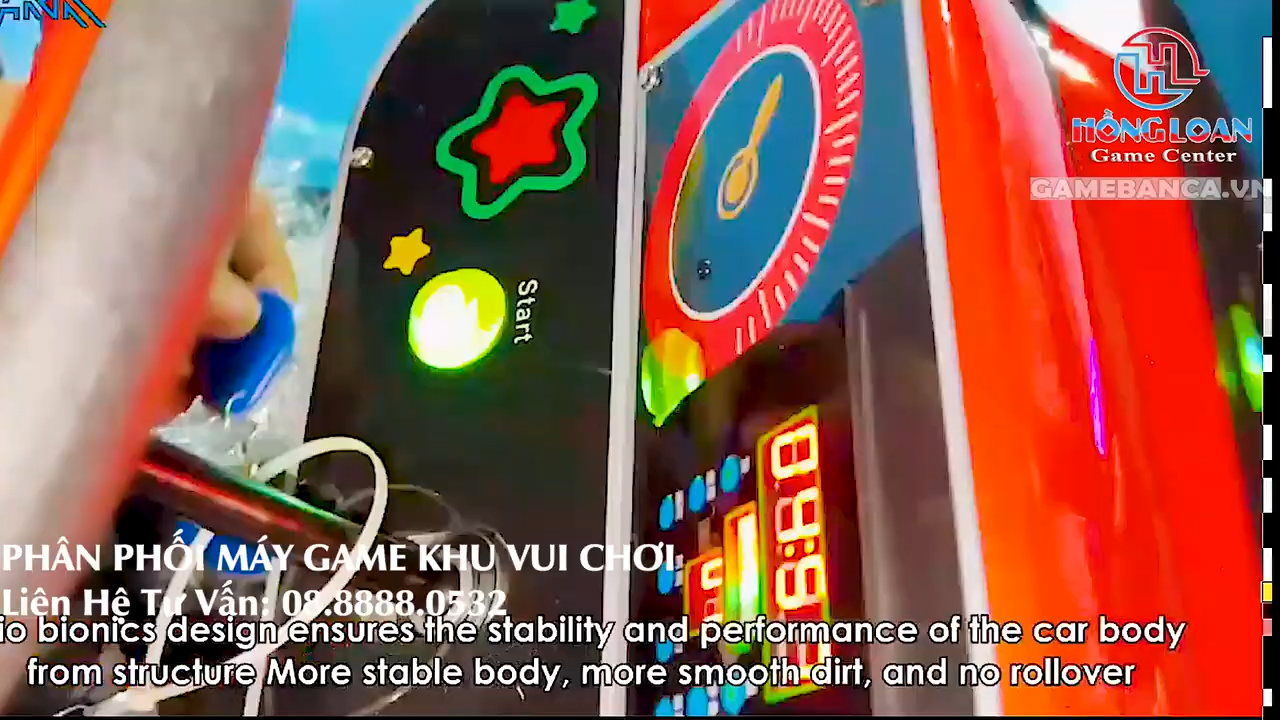 HỒNG LOAN
Game Center
GAMEBANCA.VN
Start
PHÂN PHỐI MÁY GAME KHU VUI CHƠI
Liên Hệ Tư Vấn: 08.8888.0532
io bionics design ensures the stability and performance of the car body
from structure More stable body, more smooth dirt, and no rollover